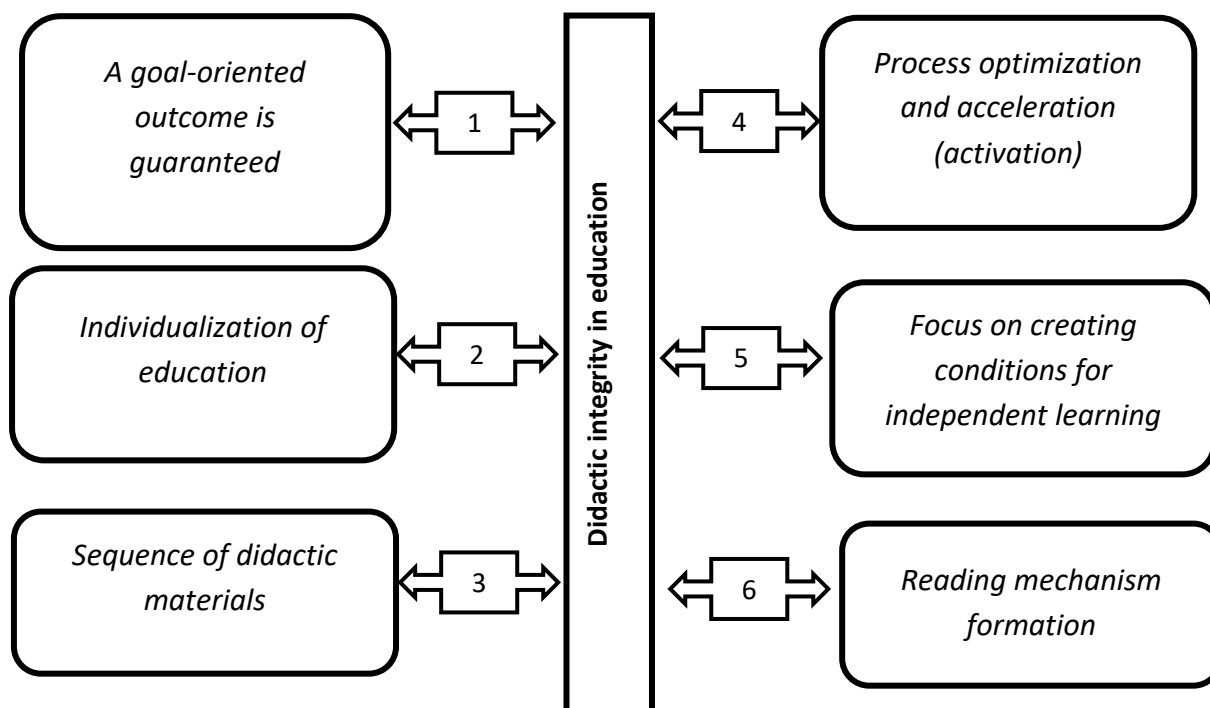 A goal-oriented
outcome is
guaranteed
1
Individualization of
education
2
Sequence of didactic
materials
3
Didactic integrity in education
4
Process optimization
and acceleration
(activation)
5
Focus on creating
conditions for
independent learning
6
Reading mechanism
formation